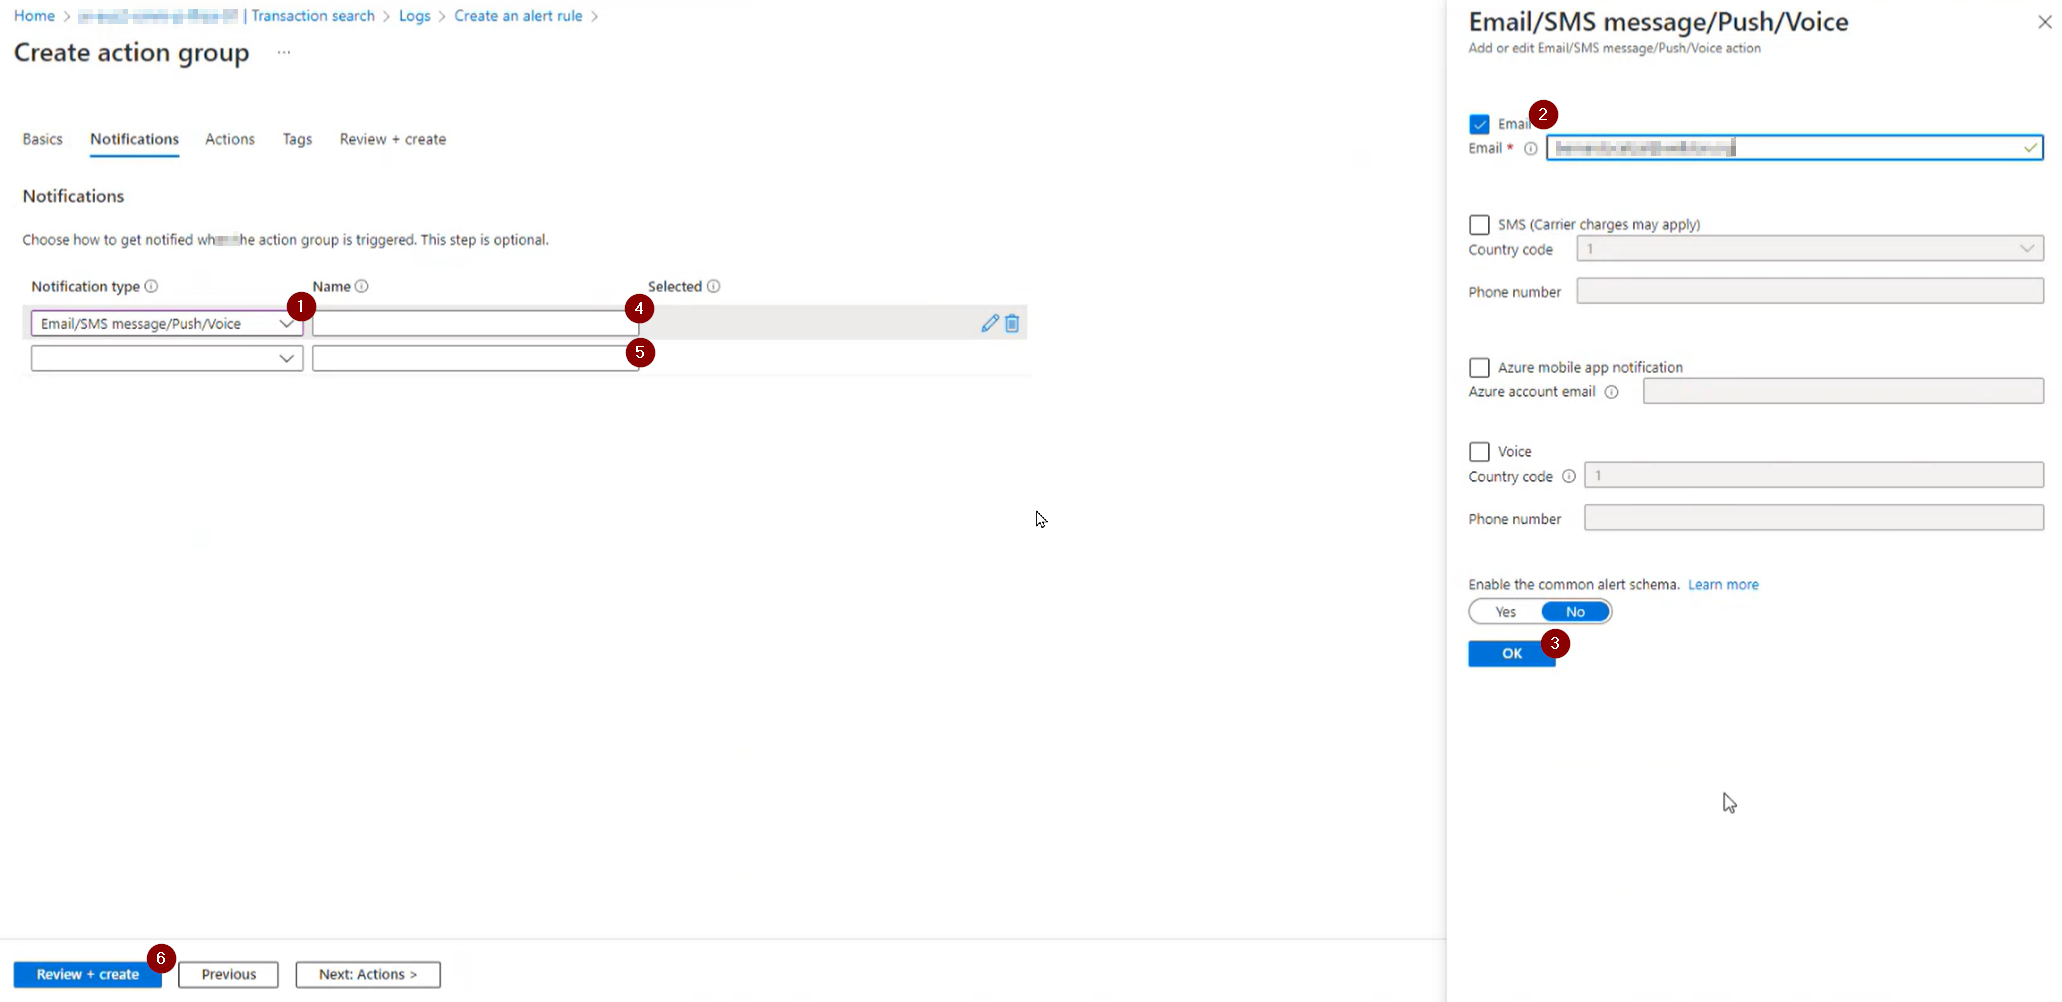 Home > | Transaction search > Logs > Create an alert rule >
Create action group ...
Basics Notifications Actions Tags Review + create
Notifications
Choose how to get notified the action group is triggered. This step is optional.
Notification type Name Selected
1
4
Email/SMS message/Push/Voice
5
6
Review + create Previous Next: Actions >
Email/SMS message/Push/Voice
Add or edit Email/SMS message/Push/Voice action
2
Email
Email *
SMS (Carrier charges may apply)
Country code 1
Phone number
Azure mobile app notification
Azure account email
Voice
Country code 1
Phone number
Enable the common alert schema. Learn more
Yes No
3
OK